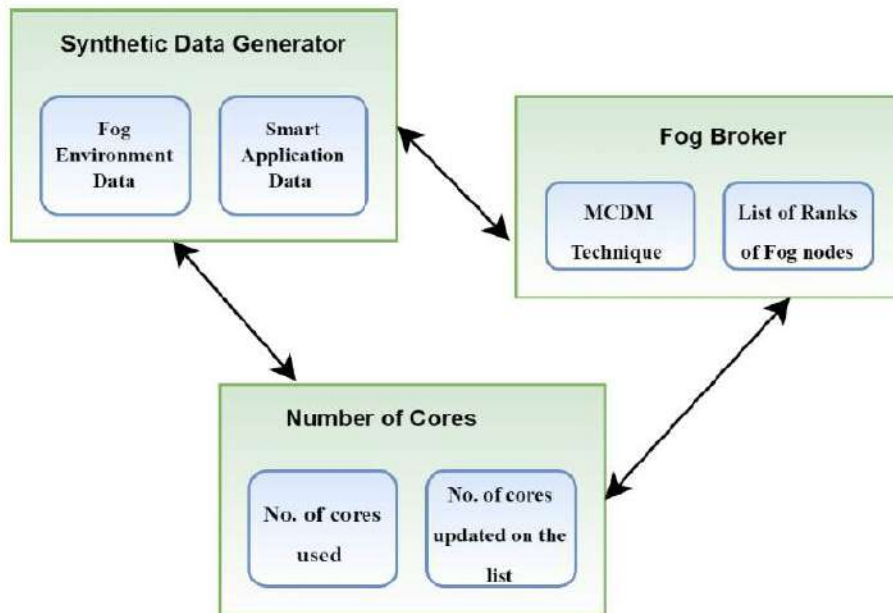 Synthetic Data Generator
Fog
Environment
Data
Smart
Application
Data
Fog Broker
MCDM
Technique
List of Ranks
of Fog nodes
Number of Cores
No. of cores
used
No. of cores
updated on the
list